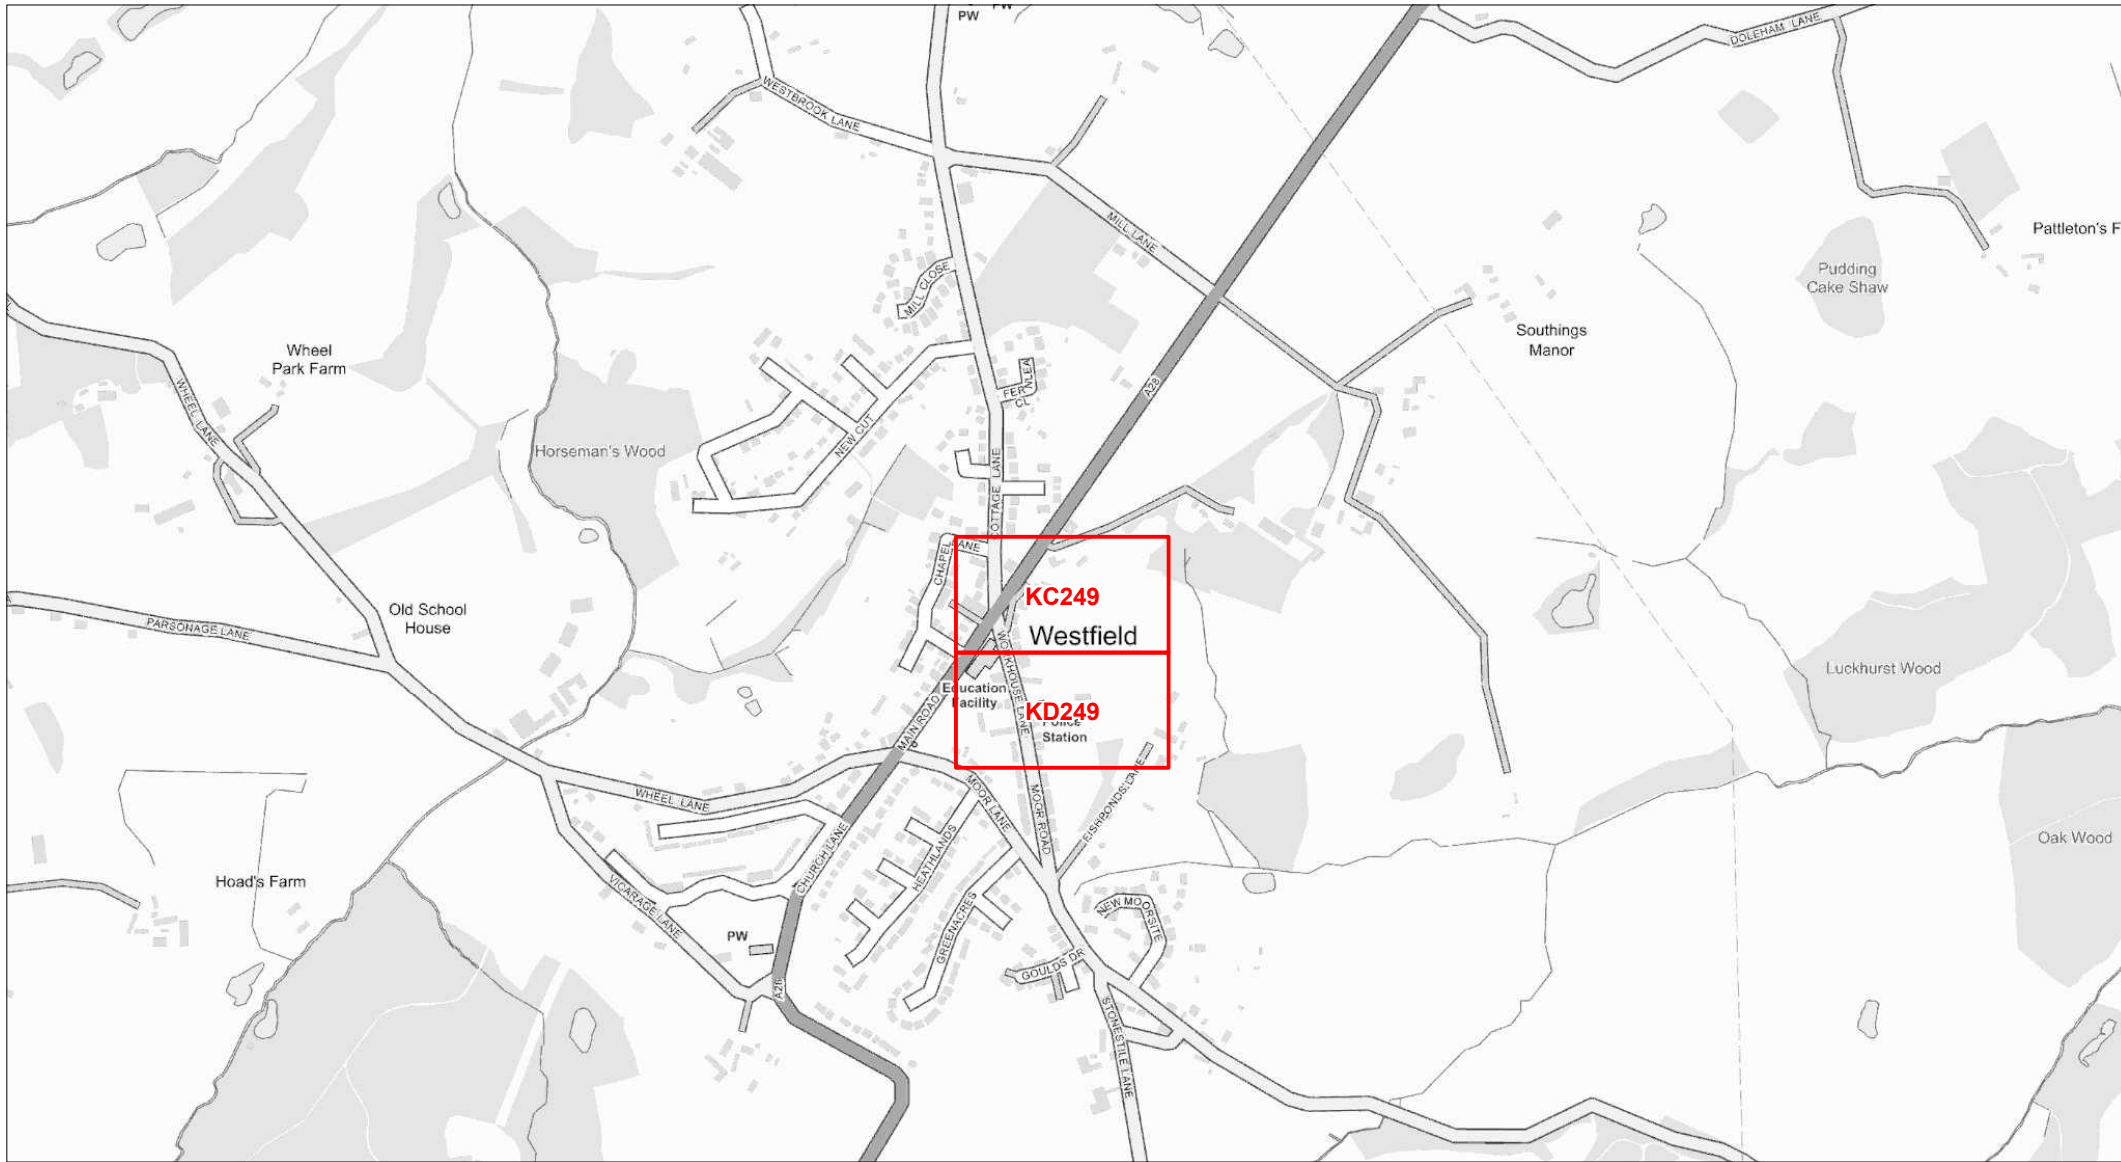 PW
PW
DOLEHAM LANE
WESTBROOK LANE
MILL LANE
Pattleton's F
Pudding
Cake Shaw
MILL CLOSE
Southings
Manor
Wheel
Park Farm
WHEEL LANE
FERNLEA
CL
A28
NEW CUT
Horseman's Wood
COTTAGE LANE
CHAPEL LANE
KC249
Westfield
Old School
House
PARSONAGE LANE
WORKHOUSE LANE
Luckhurst Wood
Education
Facility
MAIN ROAD
KD249
Police
Station
FISHPONDS LANE
WHEEL LANE
MOOR LANE
MOOR ROAD
Oak Wood
CHURCH LANE
HEATHLANDS
Hoad's Farm
VICARAGE LANE
GREENACRES
NEW MOORSITE
PW
GOULDS DR
A28
STONESTILE LANE